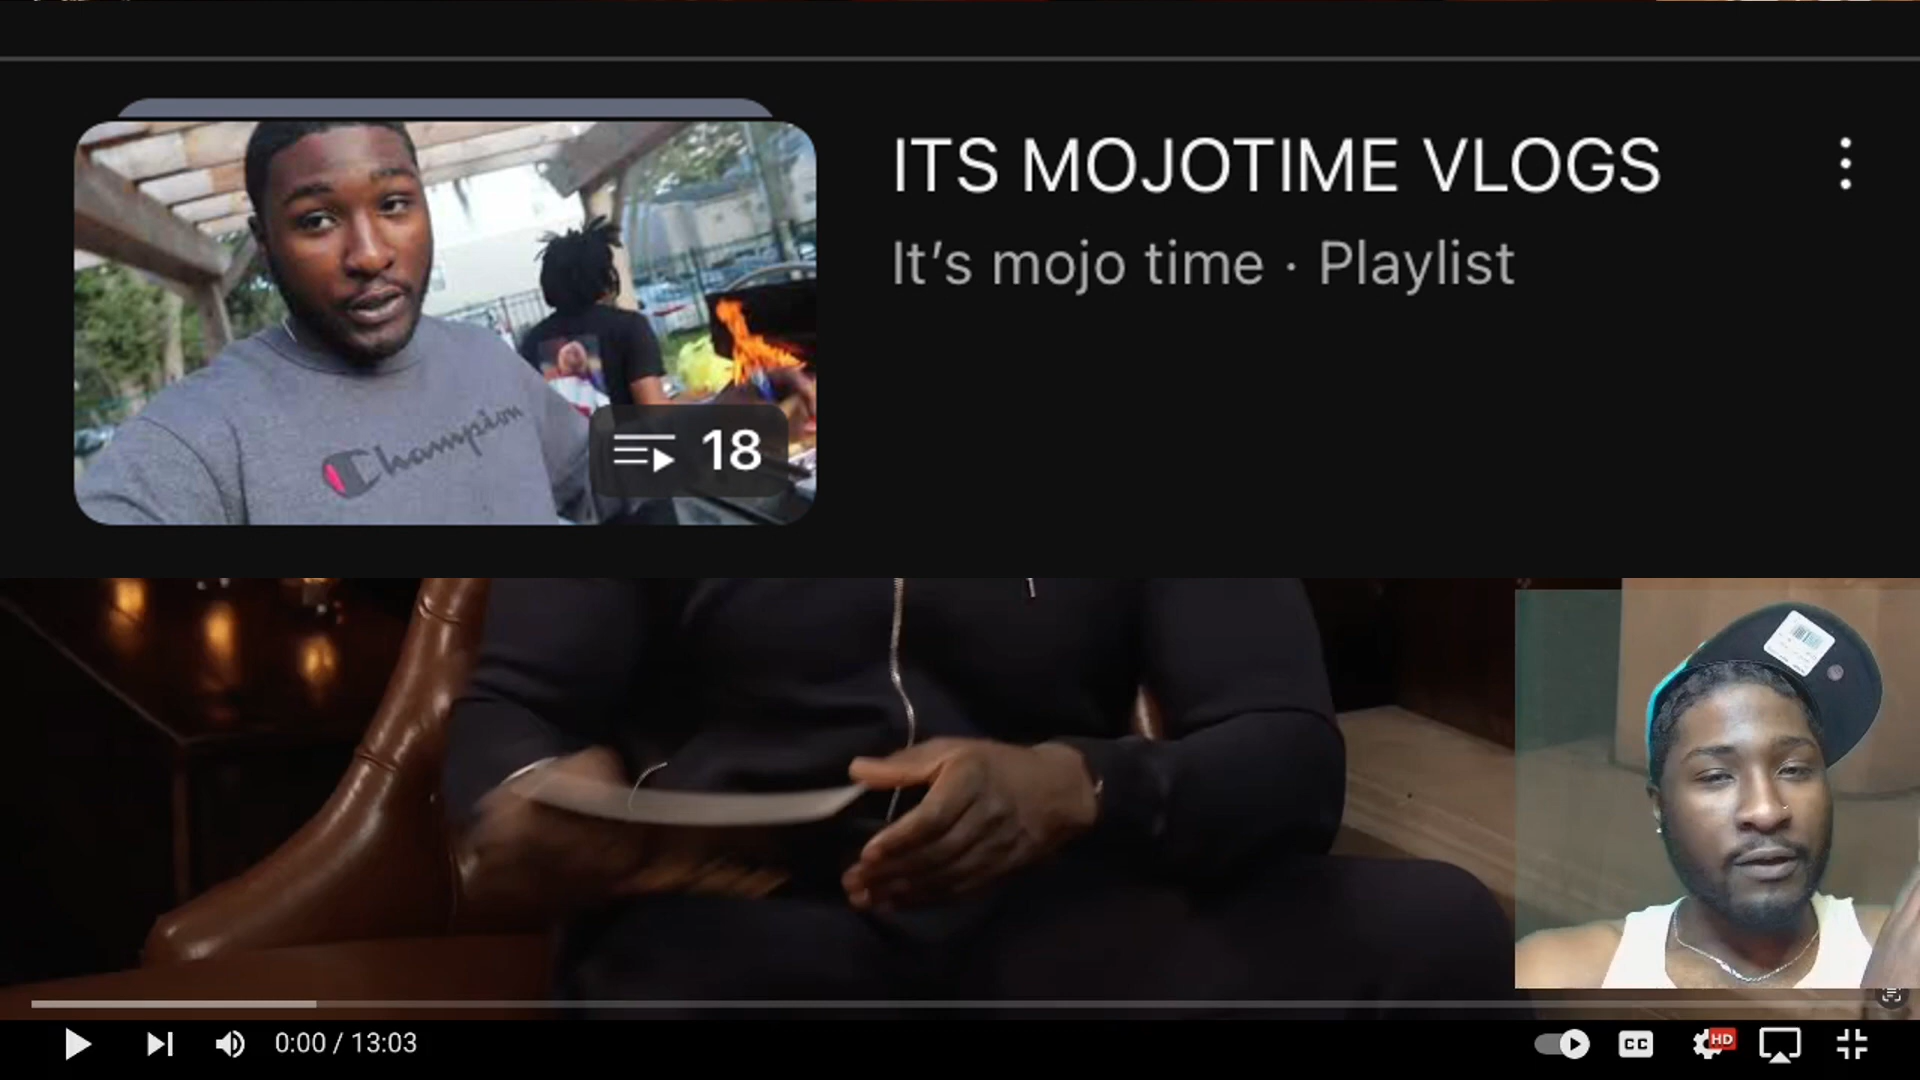 ITS MOJOTIME VLOGS
It's mojo time · Playlist
Champion
18
0:00 / 13:03
CC
HD